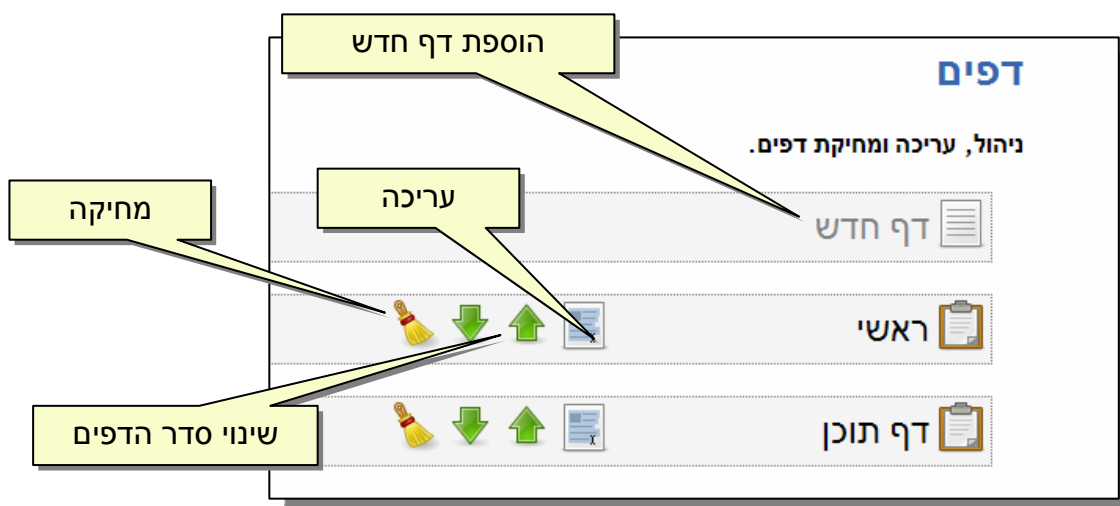 הוספת דף חדש
דפים
ניהול, עריכה ומחיקת דפים.
עריכה
מחיקה
דף חדש
ראשי
שינוי סדר הדפים
דף תוכן